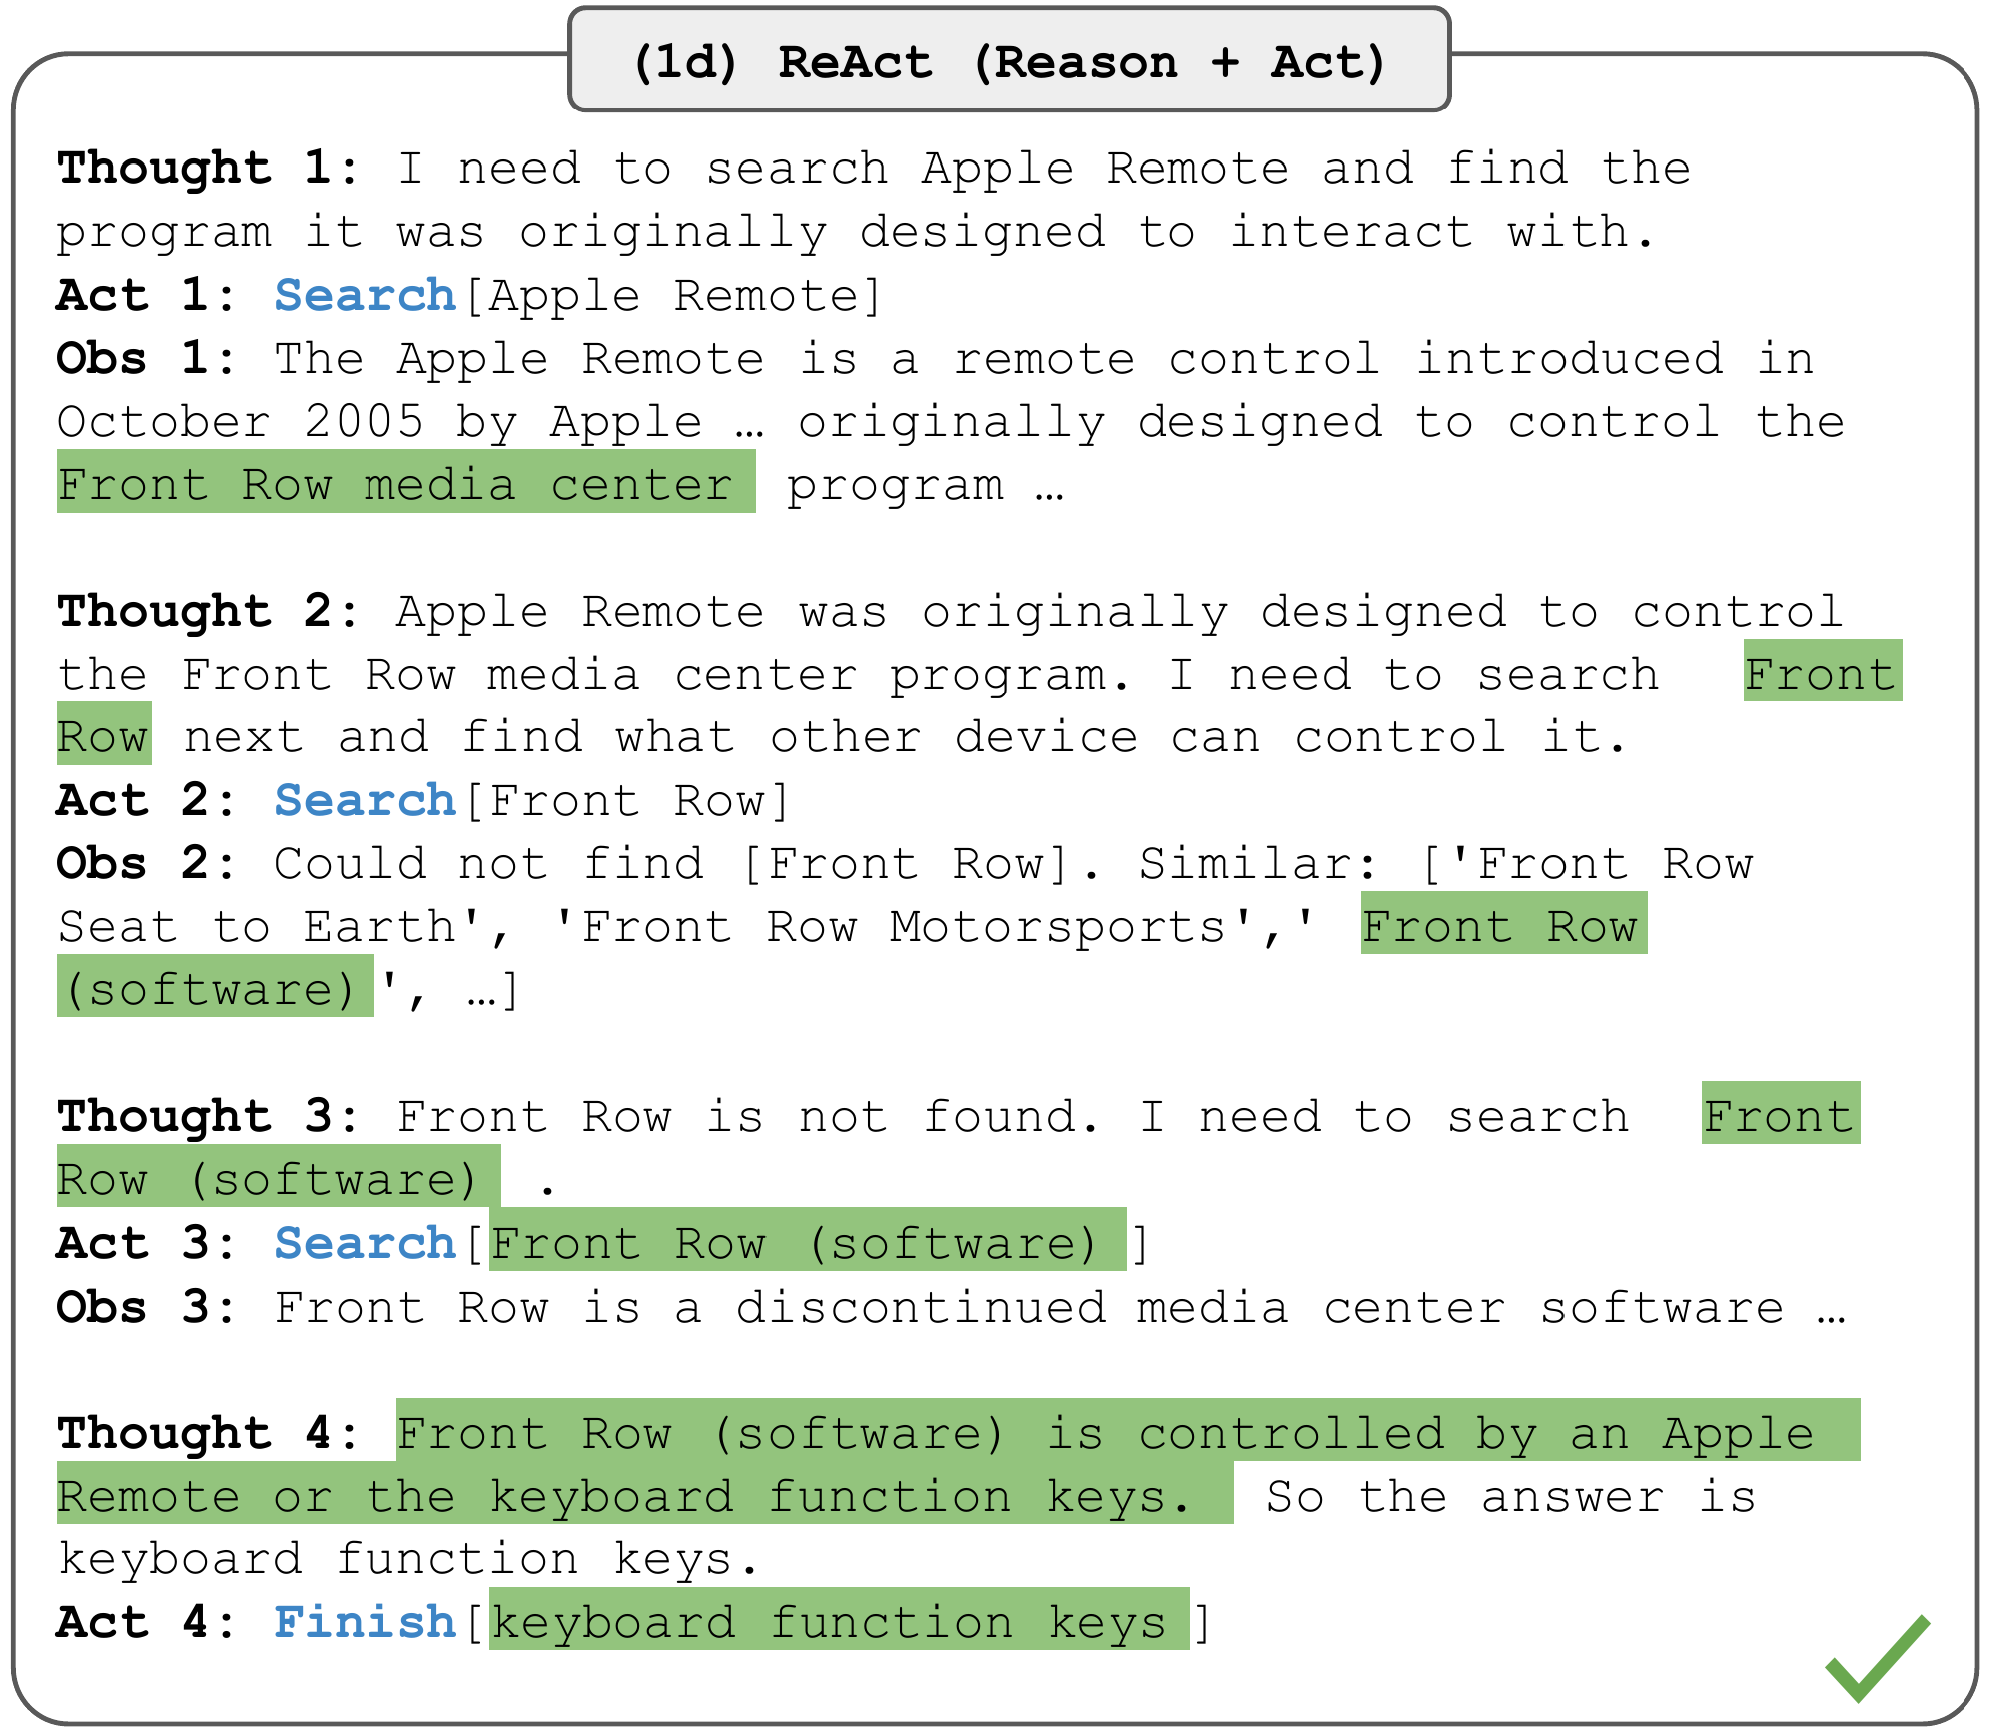 (1d) ReAct (Reason + Act)
Thought 1: I need to search Apple Remote and find the
program it was originally designed to interact with.
Act 1: Search[Apple Remote]
Obs 1: The Apple Remote is a remote control introduced in
October 2005 by Apple … originally designed to control the
Front Row media center program …
Thought 2: Apple Remote was originally designed to control
the Front Row media center program. I need to search Front
Row next and find what other device can control it.
Act 2: Search[Front Row]
Obs 2: Could not find [Front Row]. Similar: ['Front Row
Seat to Earth', 'Front Row Motorsports',' Front Row
(software)', …]
Thought 3: Front Row is not found. I need to search Front
Row (software) .
Act 3: Search[Front Row (software) ]
Obs 3: Front Row is a discontinued media center software …
Thought 4: Front Row (software) is controlled by an Apple
Remote or the keyboard function keys. So the answer is
keyboard function keys.
Act 4: Finish[keyboard function keys ]